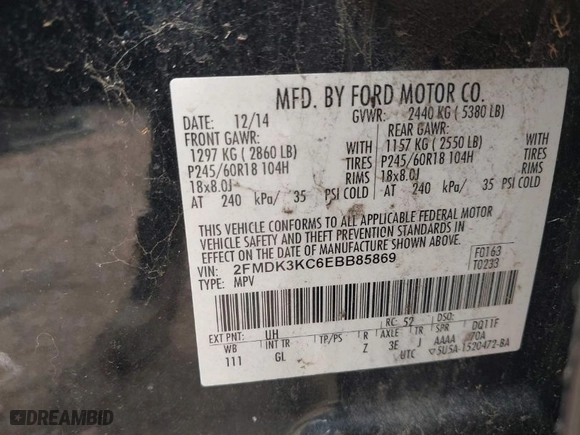 MFD. BY FORD MOTOR CO.
DATE: 12/14 GVWR: 2440 KG ( 5380 LB)
FRONT GAWR: REAR GAWR:
1297 KG ( 2860 LB) WITH 1157 KG ( 2550 LB) WITH
P245/60R18 104H TIRES P245/60R18 104H TIRES
18x8.0J RIMS 18x8.0J RIMS
AT 240 kPa/ 35 PSI COLD AT 240 kPa/ 35 PSI COLD
THIS VEHICLE CONFORMS TO ALL APPLICABLE FEDERAL MOTOR
VEHICLE SAFETY AND THEFT PREVENTION STANDARDS IN
EFFECT ON THE DATE OF MANUFACTURE SHOWN ABOVE.
VIN: 2FMDK3KC6EBB85869 F0163
TYPE: MPV T0233
EXT PNT: UH RC: 52 DSO:
WB INT TR TP/PS R AXLE TR SPR DQ11F
111 GL Z 3E J AAAA 70A
UTC 5U5A-1520472-BA
DREAMBID